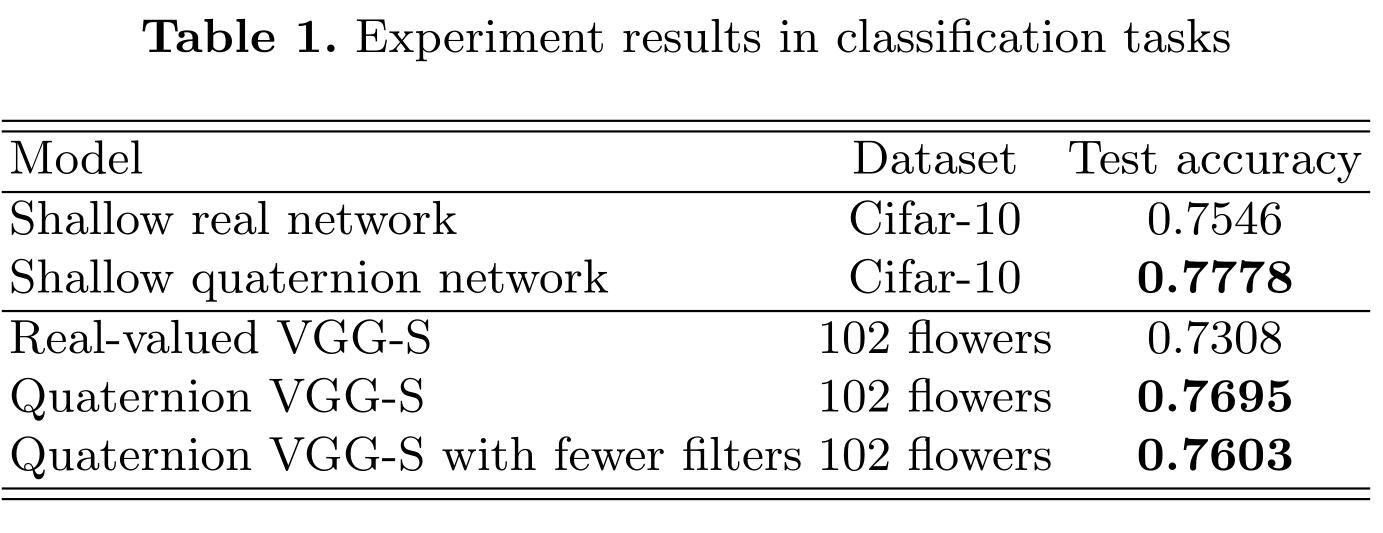 Table 1. Experiment results in classification tasks
Model Dataset Test accuracy
Shallow real network Cifar-10 0.7546
Shallow quaternion network Cifar-10 0.7778
Real-valued VGG-S 102 flowers 0.7308
Quaternion VGG-S 102 flowers 0.7695
Quaternion VGG-S with fewer filters 102 flowers 0.7603